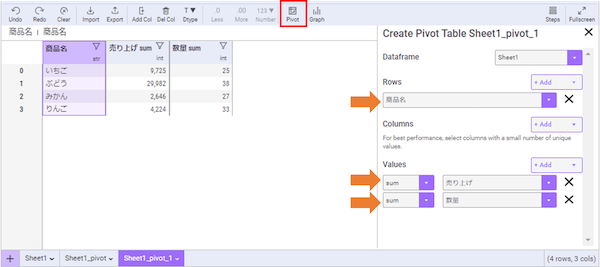 Undo Redo Clear Import Export Add Col Del Col Dtype Less More Number Pivot Graph Steps Fullscreen
T .0 .00 123
商品名 | 商品名
商品名 売り上げ sum 数量 sum
str int int
0 いちご 9,725 25
1 ぶどう 29,982 38
2 みかん 2,646 27
3 りんご 4,224 33
Create Pivot Table Sheet1_pivot_1
Dataframe Sheet1
Rows + Add
商品名
Columns + Add
For best performance, select columns with a small number of unique
values.
Values + Add
sum 売り上げ
sum 数量
+ Sheet1 Sheet1_pivot Sheet1_pivot_1 (4 rows, 3 cols)